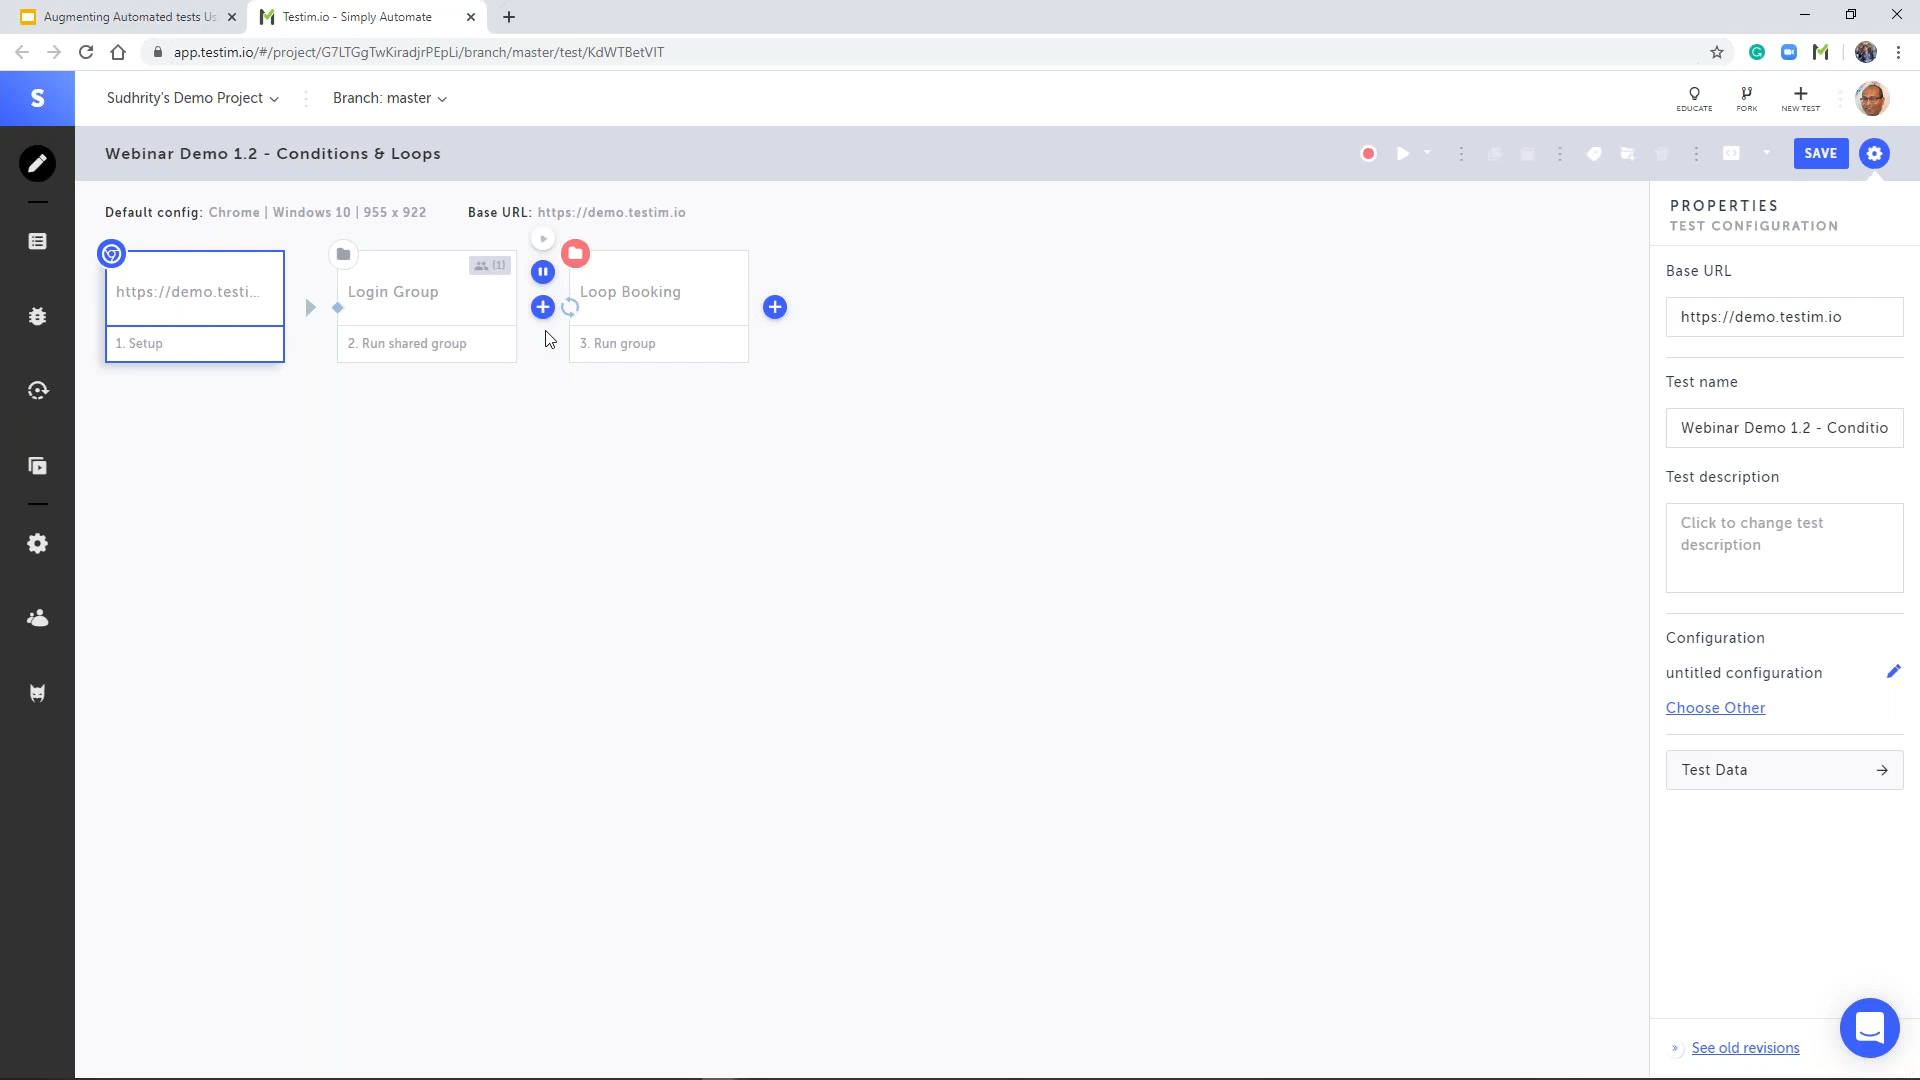 Augmenting Automated tests Us
Testim.io - Simply Automate
app.testim.io/#/project/G7LTGgTwKiradjrPEpLi/branch/master/test/KdWTBetVIT
S
Sudhrity's Demo Project
Branch: master
EDUCATE
FORK
NEW TEST
Webinar Demo 1.2 - Conditions & Loops
SAVE
Default config: Chrome | Windows 10 | 955 x 922
Base URL: https://demo.testim.io
https://demo.testi...
1. Setup
(1)
Login Group
2. Run shared group
Loop Booking
3. Run group
PROPERTIES
TEST CONFIGURATION
Base URL
https://demo.testim.io
Test name
Webinar Demo 1.2 - Conditio
Test description
Click to change test
description
Configuration
untitled configuration
Choose Other
Test Data
See old revisions